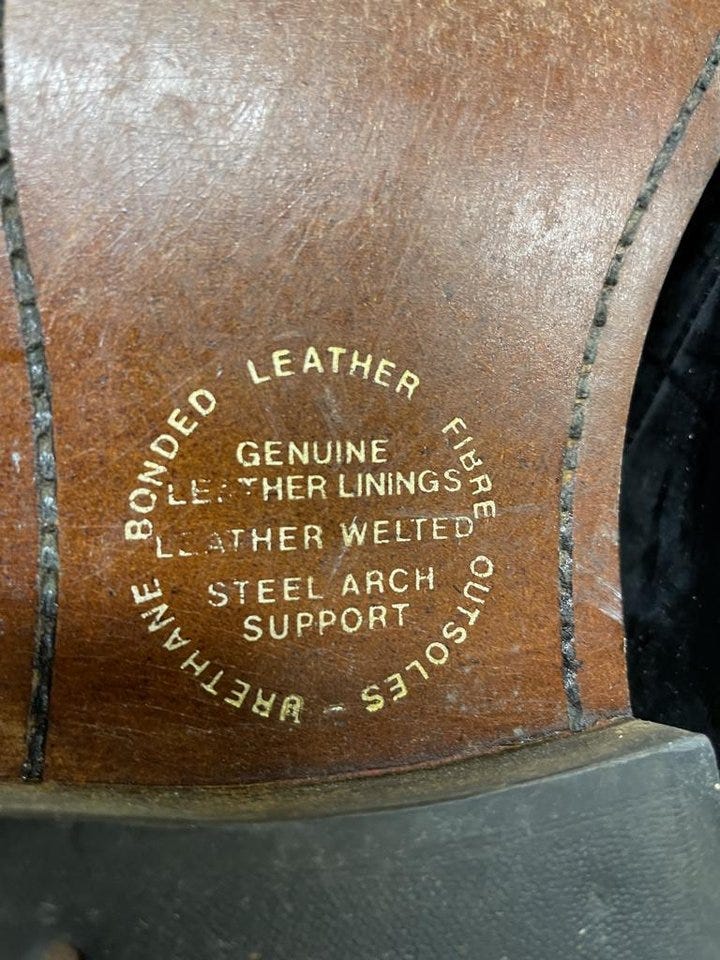 URETHANE BONDED LEATHER FIBRE OUTSOLES -
GENUINE
LEATHER LININGS
LEATHER WELTED
STEEL ARCH
SUPPORT